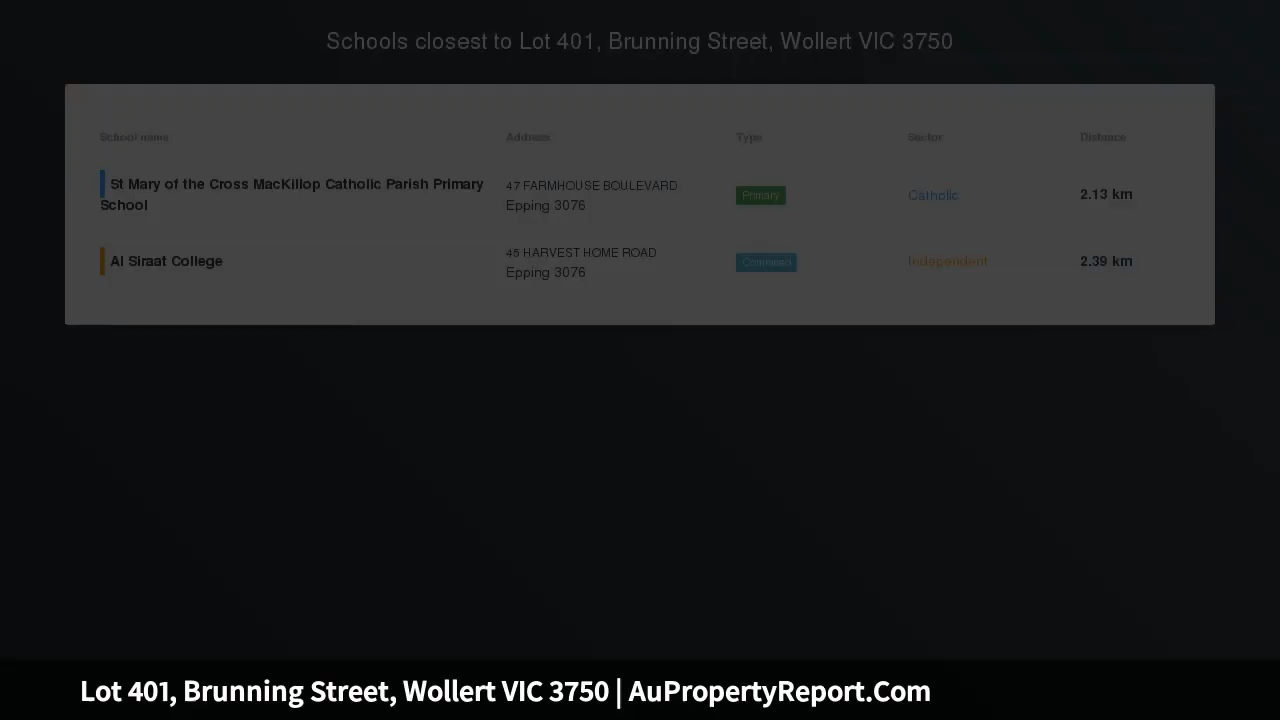 Schools closest to Lot 401, Brunning Street, Wollert VIC 3750
School name Address Type Sector Distance
St Mary of the Cross MacKillop Catholic Parish Primary School 47 FARMHOUSE BOULEVARD Epping 3076 Primary Catholic 2.13 km
Al Siraat College 45 HARVEST HOME ROAD Epping 3076 Combined Independent 2.39 km
Lot 401, Brunning Street, Wollert VIC 3750 | AuPropertyReport.Com